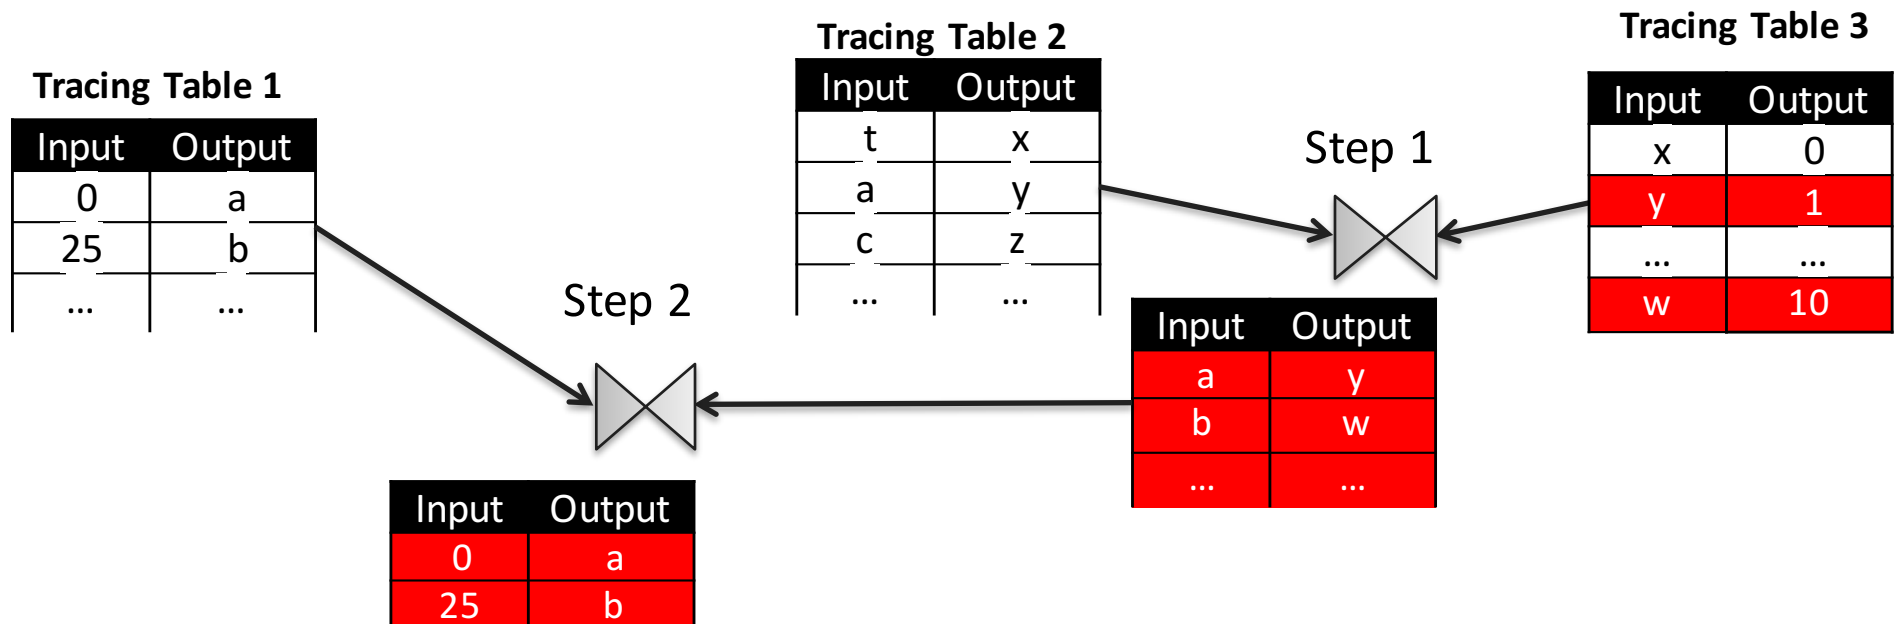 Tracing Table 1
Input Output
0 a
25 b
... ...
Step 2
Tracing Table 2
Input Output
t x
a y
c z
... ...
Step 1
Tracing Table 3
Input Output
x 0
y 1
... ...
w 10
Input Output
a y
b w
... ...
Input Output
0 a
25 b